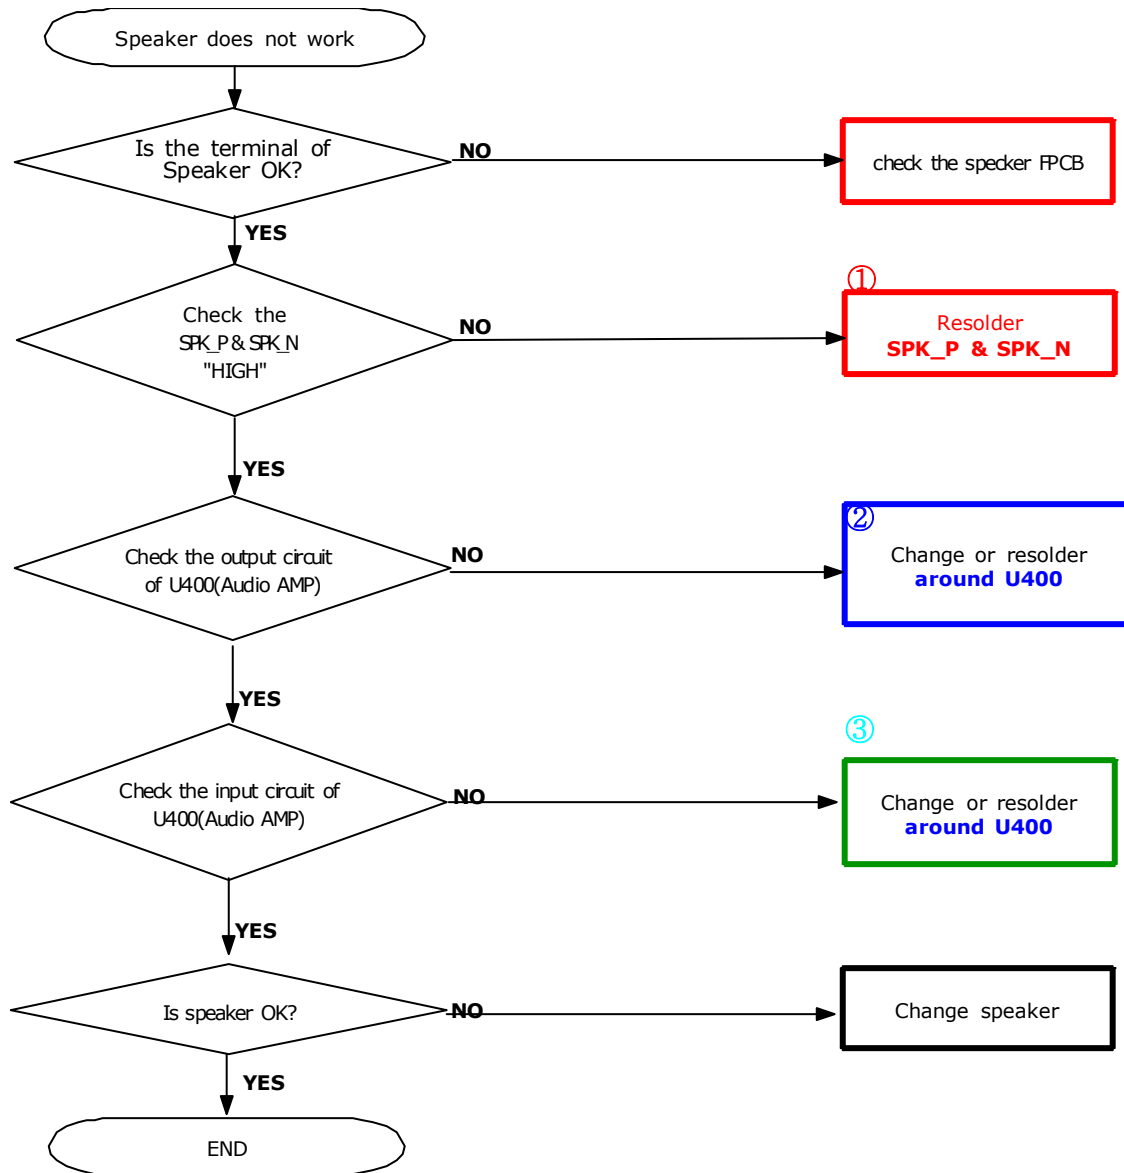 Speaker does not work
Is the terminal of
Speaker OK?
NO
check the specker FPCB
YES
①
Check the
SPK_P & SPK_N
"HIGH"
NO
Resolder
SPK_P & SPK_N
YES
②
Check the output circuit
of U400(Audio AMP)
NO
Change or resolder
around U400
YES
③
Check the input circuit of
U400(Audio AMP)
NO
Change or resolder
around U400
YES
Is speaker OK?
NO
Change speaker
YES
END